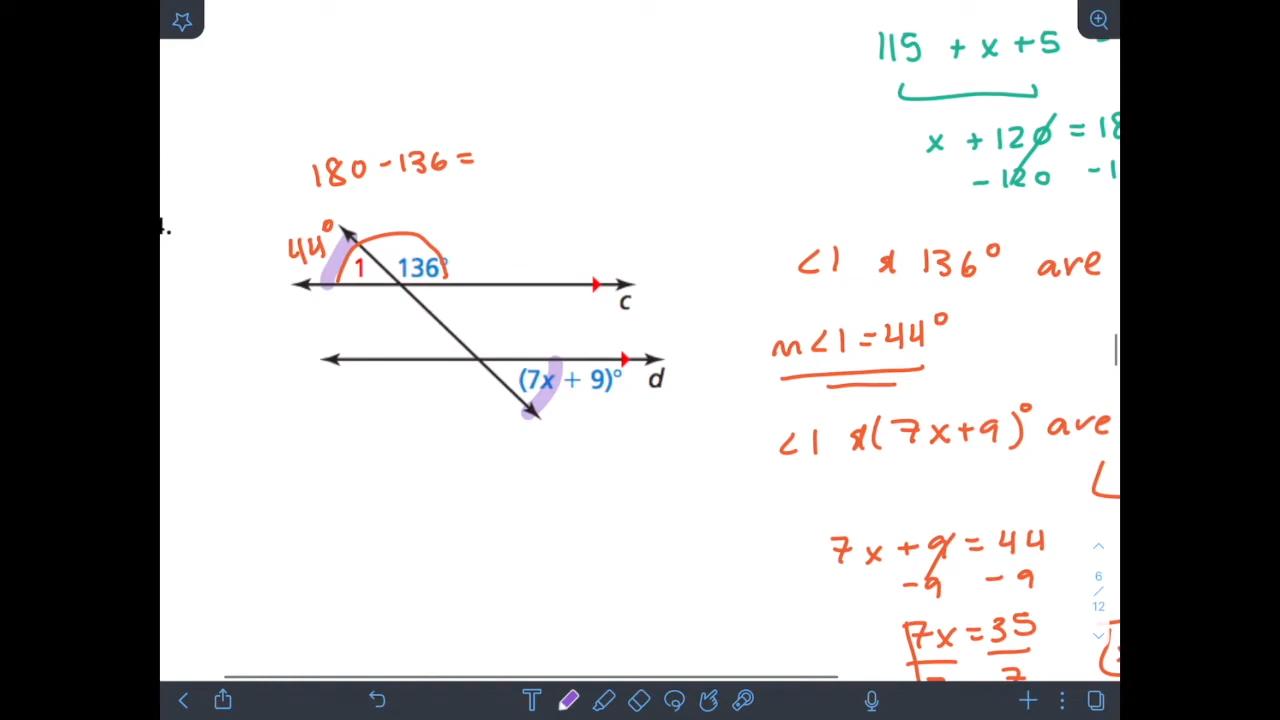 115 + x + 5
x + 120 = 18
- 120 - 1
180 - 136 =
4.
44°
1 136°
c
(7x + 9)° d
<1 & 136° are
m<1 = 44°
<1 & (7x+9)° are
7x + 9 = 44
- 9 - 9
7x = 35
7
6
/
12
T